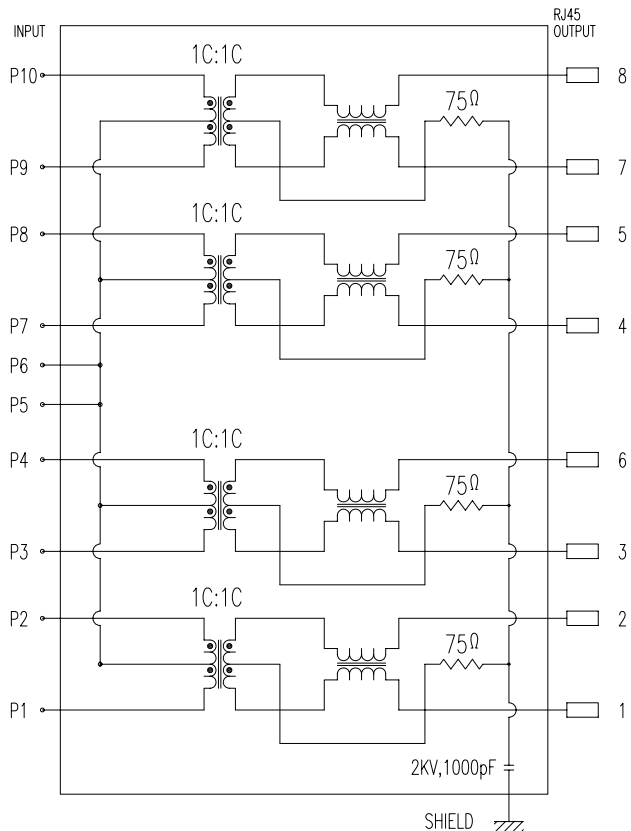 RJ45
INPUT OUTPUT
1C:1C
P10 8
75Ω
P9 7
1C:1C
P8 5
75Ω
P7 4
P6
P5
1C:1C
P4 6
75Ω
P3 3
1C:1C
P2 2
75Ω
P1 1
2KV,1000pF
SHIELD